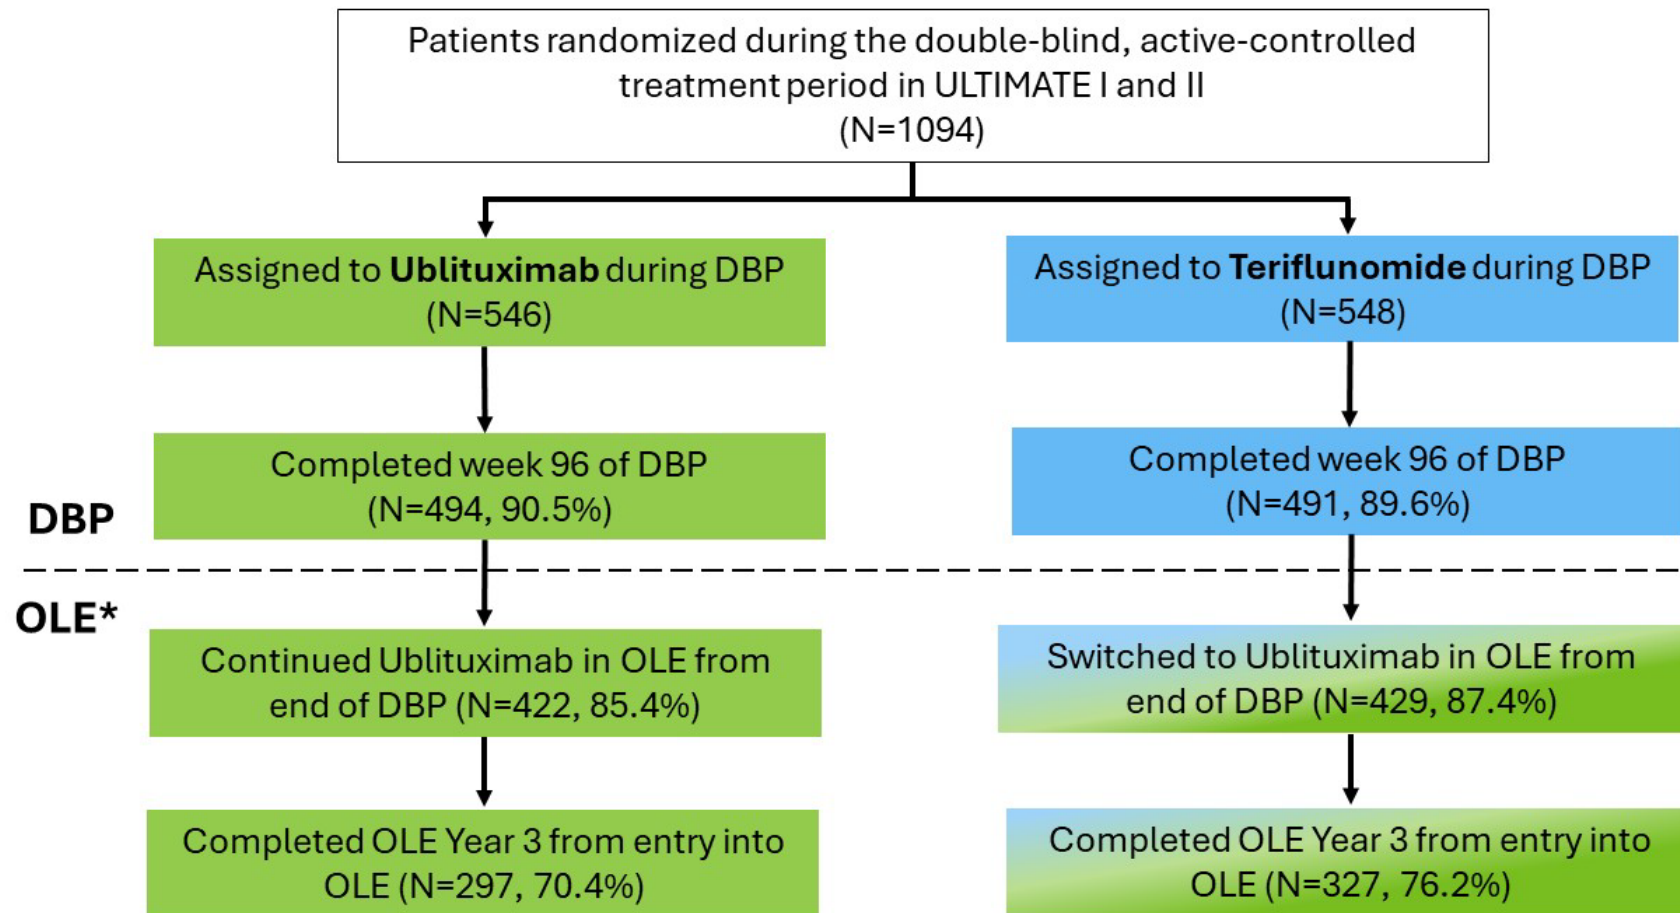 Patients randomized during the double-blind, active-controlled
treatment period in ULTIMATE I and II
(N=1094)
Assigned to Ublituximab during DBP
(N=546)
Assigned to Teriflunomide during DBP
(N=548)
Completed week 96 of DBP
(N=494, 90.5%)
Completed week 96 of DBP
(N=491, 89.6%)
DBP
OLE*
Continued Ublituximab in OLE from
end of DBP (N=422, 85.4%)
Switched to Ublituximab in OLE from
end of DBP (N=429, 87.4%)
Completed OLE Year 3 from entry into
OLE (N=297, 70.4%)
Completed OLE Year 3 from entry into
OLE (N=327, 76.2%)